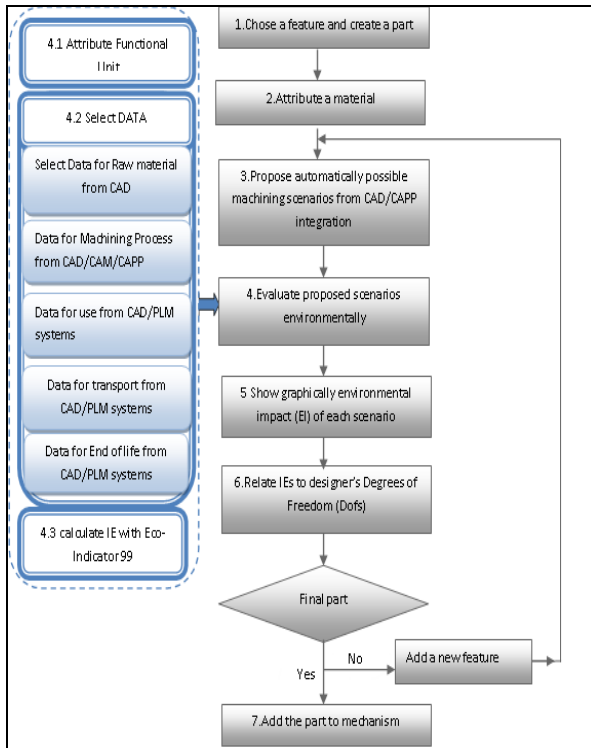 4.1 Attribute Functional
Unit
4.2 Select DATA
Select Data for Raw material
from CAD
Data for Machining Process
from CAD/CAM/CAPP
Data for use from CAD/PLM
systems
Data for transport from
CAD/PLM systems
Data for End of life from
CAD/PLM systems
4.3 calculate IE with Eco-
Indicator 99
1.Chose a feature and create a part
2.Attribute a material
3.Propose automatically possible
machining scenarios from CAD/CAPP
integration
4.Evaluate proposed scenarios
environmentally
5 Show graphically environmental
impact (EI) of each scenario
6.Relate IEs to designer's Degrees of
Freedom (Dofs)
Final part
No
Add a new feature
Yes
7.Add the part to mechanism